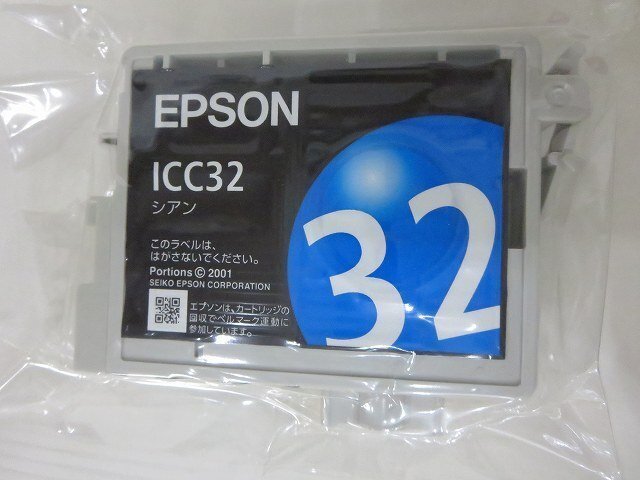 EPSON
ICC32
シアン
32
このラベルは、
はがさないでください。
Portions © 2001
SEIKO EPSON CORPORATION
エプソンは、カートリッジの
回収でベルマーク運動に
参加しています。